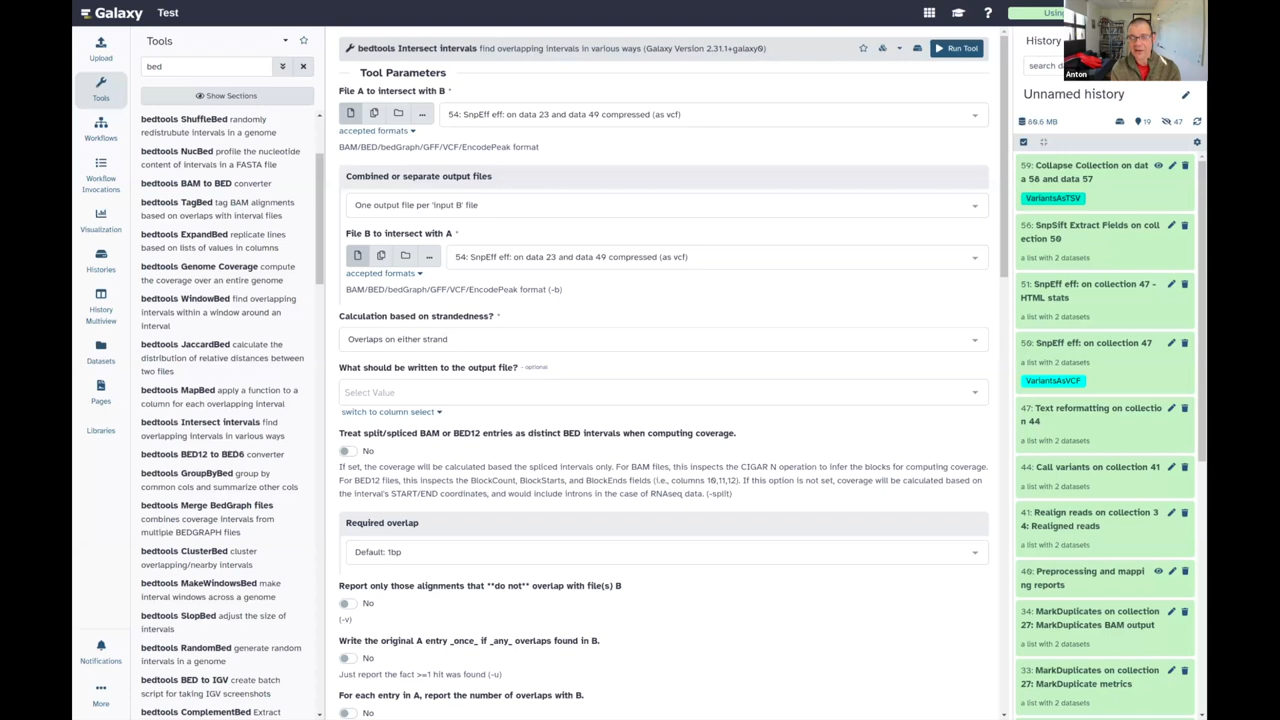 Galaxy
Test
Using
Anton
Upload
Tools
Workflows
Workflow
Invocations
Visualization
Histories
History
Multiview
Datasets
Pages
Libraries
Notifications
More
Tools
bed
Show Sections
bedtools ShuffleBed randomly
redistrubute intervals in a genome
bedtools NucBed profile the nucleotide
content of intervals in a FASTA file
bedtools BAM to BED converter
bedtools TagBed tag BAM alignments
based on overlaps with interval files
bedtools ExpandBed replicate lines
based on lists of values in columns
bedtools Genome Coverage compute
the coverage over an entire genome
bedtools WindowBed find overlapping
intervals within a window around an
interval
bedtools JaccardBed calculate the
distribution of relative distances between
two files
bedtools MapBed apply a function to a
column for each overlapping interval
bedtools Intersect intervals find
overlapping intervals in various ways
bedtools BED12 to BED6 converter
bedtools GroupByBed group by
common cols and summarize other cols
bedtools Merge BedGraph files
combines coverage intervals from
multiple BEDGRAPH files
bedtools ClusterBed cluster
overlapping/nearby intervals
bedtools MakeWindowsBed make
interval windows across a genome
bedtools SlopBed adjust the size of
intervals
bedtools RandomBed generate random
intervals in a genome
bedtools BED to IGV create batch
script for taking IGV screenshots
bedtools ComplementBed Extract
bedtools Intersect intervals find overlapping intervals in various ways (Galaxy Version 2.31.1+galaxy0)
Run Tool
Tool Parameters
File A to intersect with B *
54: SnpEff eff: on data 23 and data 49 compressed (as vcf)
accepted formats
BAM/BED/bedGraph/GFF/VCF/EncodePeak format
Combined or separate output files
One output file per 'input B' file
File B to intersect with A *
54: SnpEff eff: on data 23 and data 49 compressed (as vcf)
accepted formats
BAM/BED/bedGraph/GFF/VCF/EncodePeak format (-b)
Calculation based on strandedness? *
Overlaps on either strand
What should be written to the output file? - optional
Select Value
switch to column select
Treat split/spliced BAM or BED12 entries as distinct BED intervals when computing coverage.
No
If set, the coverage will be calculated based the spliced intervals only. For BAM files, this inspects the CIGAR N operation to infer the blocks for computing coverage.
For BED12 files, this inspects the BlockCount, BlockStarts, and BlockEnds fields (i.e., columns 10,11,12). If this option is not set, coverage will be calculated based
on the interval's START/END coordinates, and would include introns in the case of RNAseq data. (-split)
Required overlap
Default: 1bp
Report only those alignments that **do not** overlap with file(s) B
No
(-v)
Write the original A entry _once_ if _any_ overlaps found in B.
No
Just report the fact >=1 hit was found (-u)
For each entry in A, report the number of overlaps with B.
No
History
search da
Unnamed history
60.6 MB
19
47
59: Collapse Collection on dat
a 58 and data 57
VariantsAsTSV
56: SnpSift Extract Fields on coll
ection 50
a list with 2 datasets
51: SnpEff eff: on collection 47 -
HTML stats
a list with 2 datasets
50: SnpEff eff: on collection 47
a list with 2 datasets
VariantsAsVCF
47: Text reformatting on collectio
n 44
a list with 2 datasets
44: Call variants on collection 41
a list with 2 datasets
41: Realign reads on collection 3
4: Realigned reads
a list with 2 datasets
40: Preprocessing and mappi
ng reports
34: MarkDuplicates on collection
27: MarkDuplicates BAM output
a list with 2 datasets
33: MarkDuplicates on collection
27: MarkDuplicate metrics
a list with 2 datasets